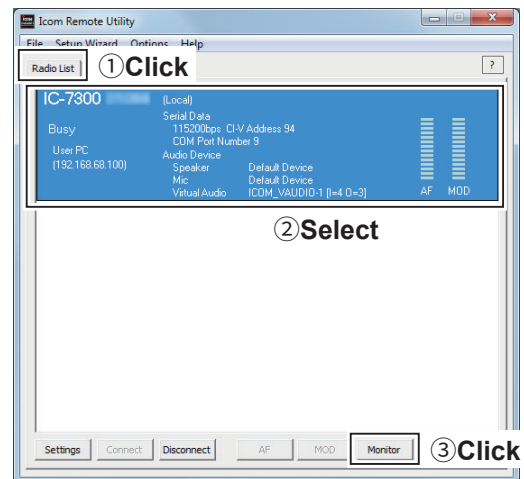 Icom Remote Utility
File Setup Wizard Options Help
Radio List ①Click ?
IC-7300 (Local)
Serial Data
Busy 115200bps CI-V Address 94
COM Port Number 9
User PC Audio Device
(192.168.68.100) Speaker Default Device
Mic Default Device
Virtual Audio ICOM_VAUDIO-1 [I=4 O=3] AF MOD
②Select
Settings Connect Disconnect AF MOD Monitor ③Click